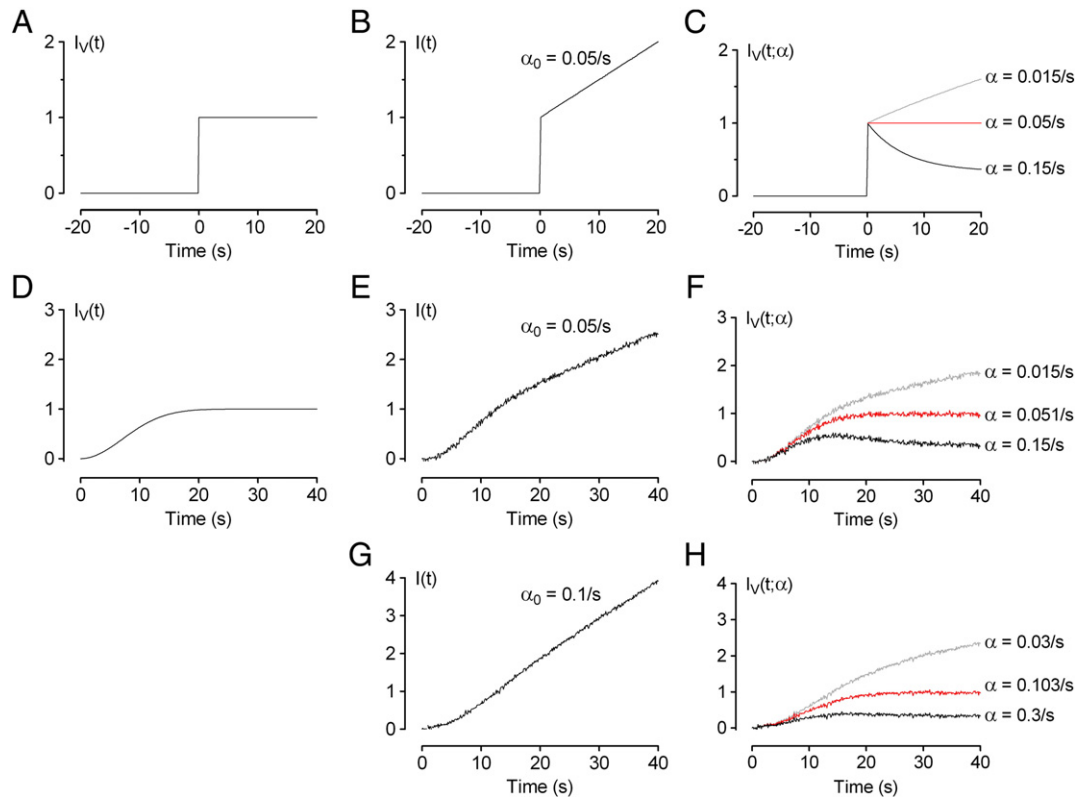 A
I_V(t)
2
1
0
-20 -10 0 10 20
Time (s)
B
I(t)
α₀ = 0.05/s
2
1
0
-20 -10 0 10 20
Time (s)
C
I_V(t;α)
2
1
0
α = 0.015/s
α = 0.05/s
α = 0.15/s
-20 -10 0 10 20
Time (s)
D
I_V(t)
3
2
1
0
0 10 20 30 40
Time (s)
E
I(t)
α₀ = 0.05/s
3
2
1
0
0 10 20 30 40
Time (s)
F
I_V(t;α)
3
2
1
0
α = 0.015/s
α = 0.051/s
α = 0.15/s
0 10 20 30 40
Time (s)
G
I(t)
α₀ = 0.1/s
4
3
2
1
0
0 10 20 30 40
Time (s)
H
I_V(t;α)
4
3
2
1
0
α = 0.03/s
α = 0.103/s
α = 0.3/s
0 10 20 30 40
Time (s)